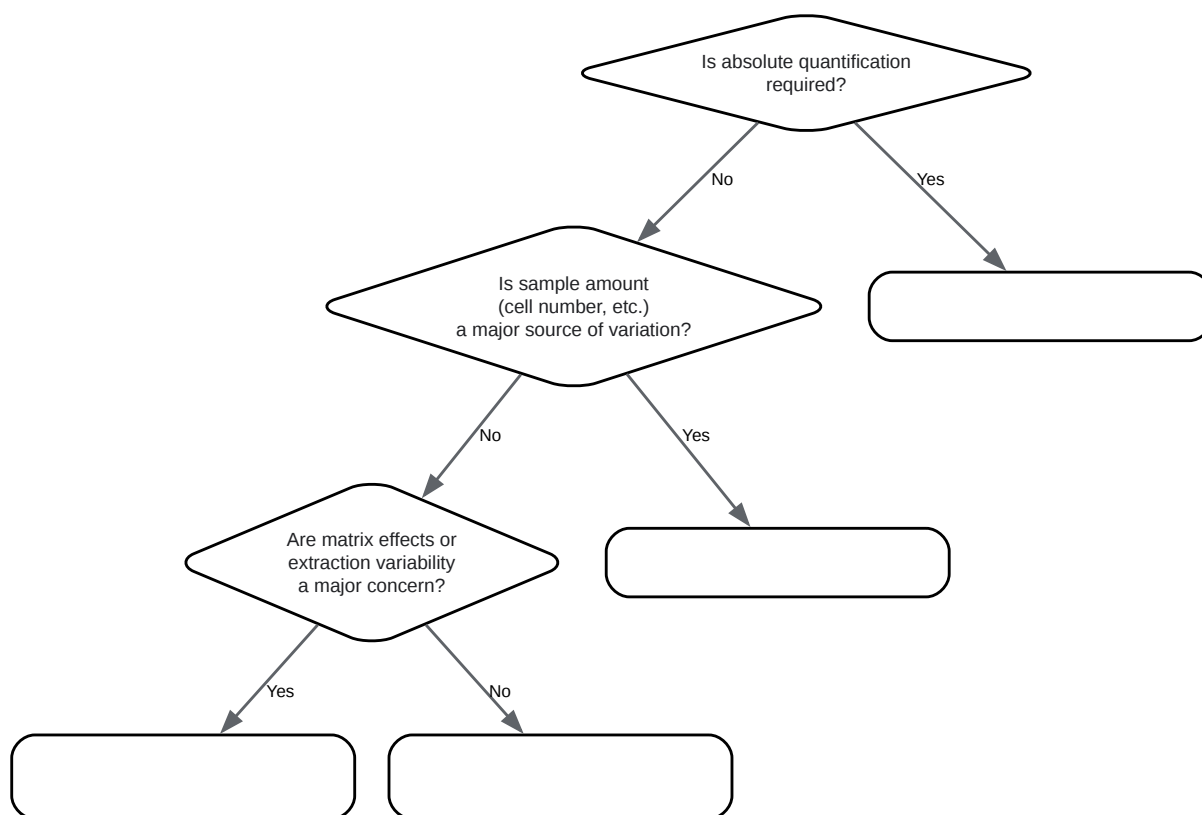 Is absolute quantification
required?
No
Yes
Is sample amount
(cell number, etc.)
a major source of variation?
No
Yes
Are matrix effects or
extraction variability
a major concern?
Yes
No